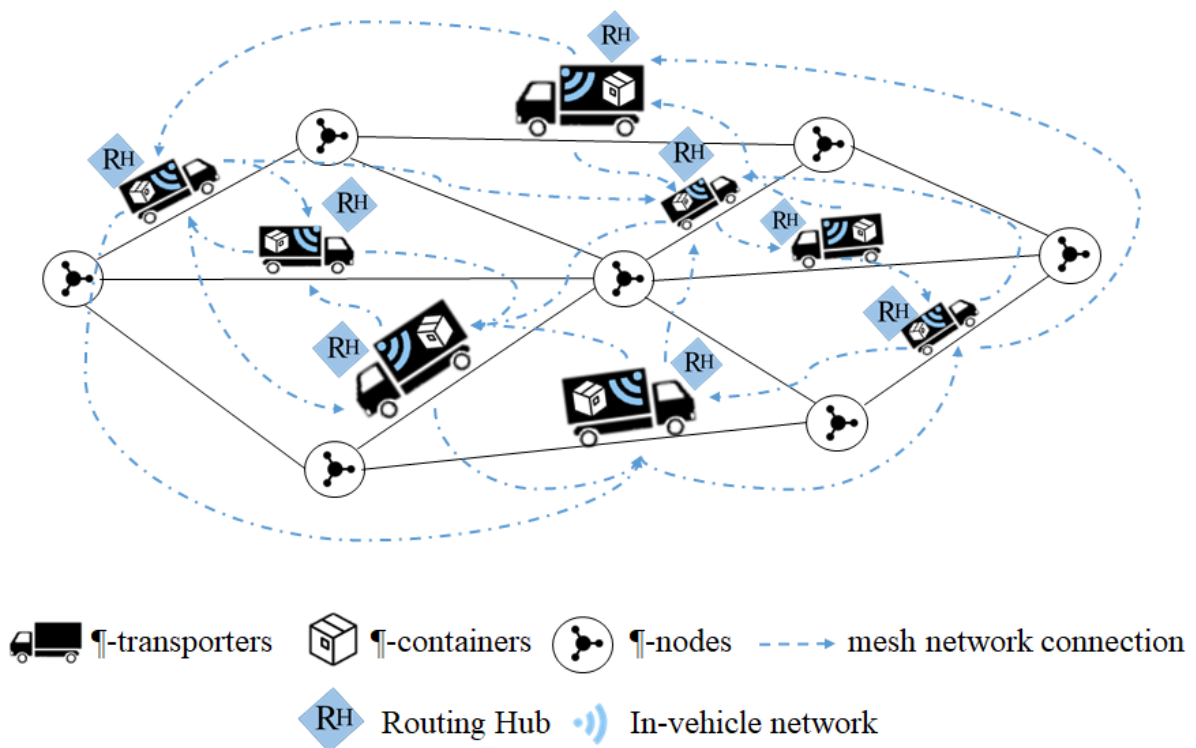 RH
RH
RH
RH
RH
RH
RH
RH
¶-transporters
¶-containers
¶-nodes
mesh network connection
RH
Routing Hub
In-vehicle network